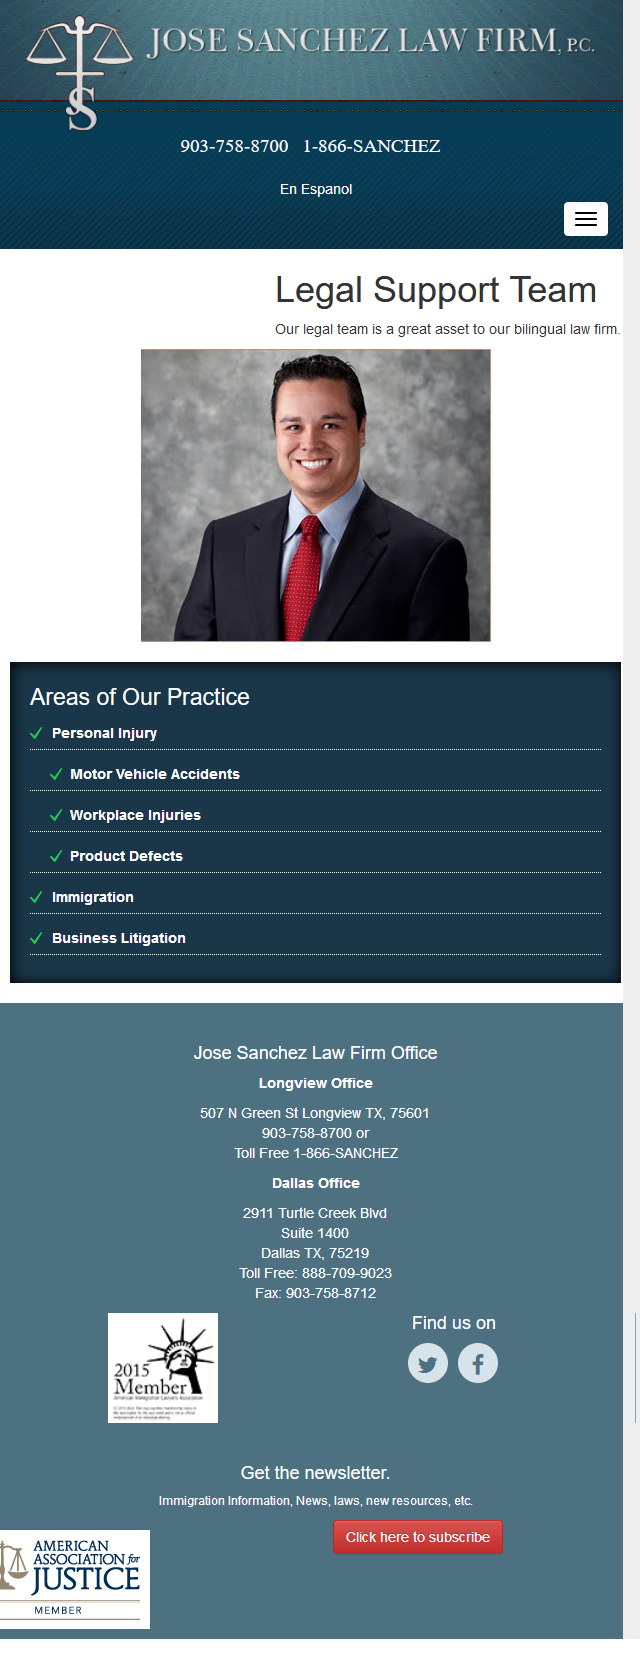 JOSE SANCHEZ LAW FIRM, P.C.
S
903-758-8700 1-866-SANCHEZ
En Espanol
Legal Support Team
Our legal team is a great asset to our bilingual law firm.
Areas of Our Practice
Personal Injury
Motor Vehicle Accidents
Workplace Injuries
Product Defects
Immigration
Business Litigation
Jose Sanchez Law Firm Office
Longview Office
507 N Green St Longview TX, 75601
903-758-8700 or
Toll Free 1-866-SANCHEZ
Dallas Office
2911 Turtle Creek Blvd
Suite 1400
Dallas TX, 75219
Toll Free: 888-709-9023
Fax: 903-758-8712
2015
Member
American Immigration Lawyers Association
Find us on
Get the newsletter.
Immigration Information, News, laws, new resources, etc.
Click here to subscribe
AMERICAN
ASSOCIATION for
JUSTICE
MEMBER